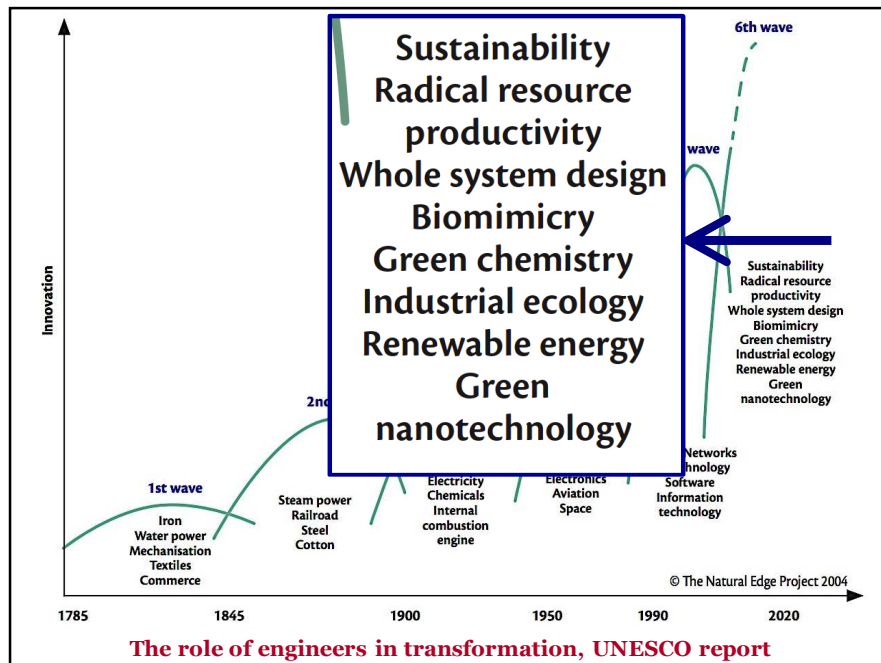 6th wave
Sustainability
Radical resource
productivity
Whole system design
Biomimicry
Green chemistry
Industrial ecology
Renewable energy
Green
nanotechnology
wave
Sustainability
Radical resource
productivity
Whole system design
Biomimicry
Green chemistry
Industrial ecology
Renewable energy
Green
nanotechnology
Innovation
2nd
1st wave
Iron
Water power
Mechanisation
Textiles
Commerce
Steam power
Railroad
Steel
Cotton
Electricity
Chemicals
Internal
combustion
engine
Electronics
Aviation
Space
Networks
Software
Information
technology
© The Natural Edge Project 2004
1785 1845 1900 1950 1990 2020
The role of engineers in transformation, UNESCO report